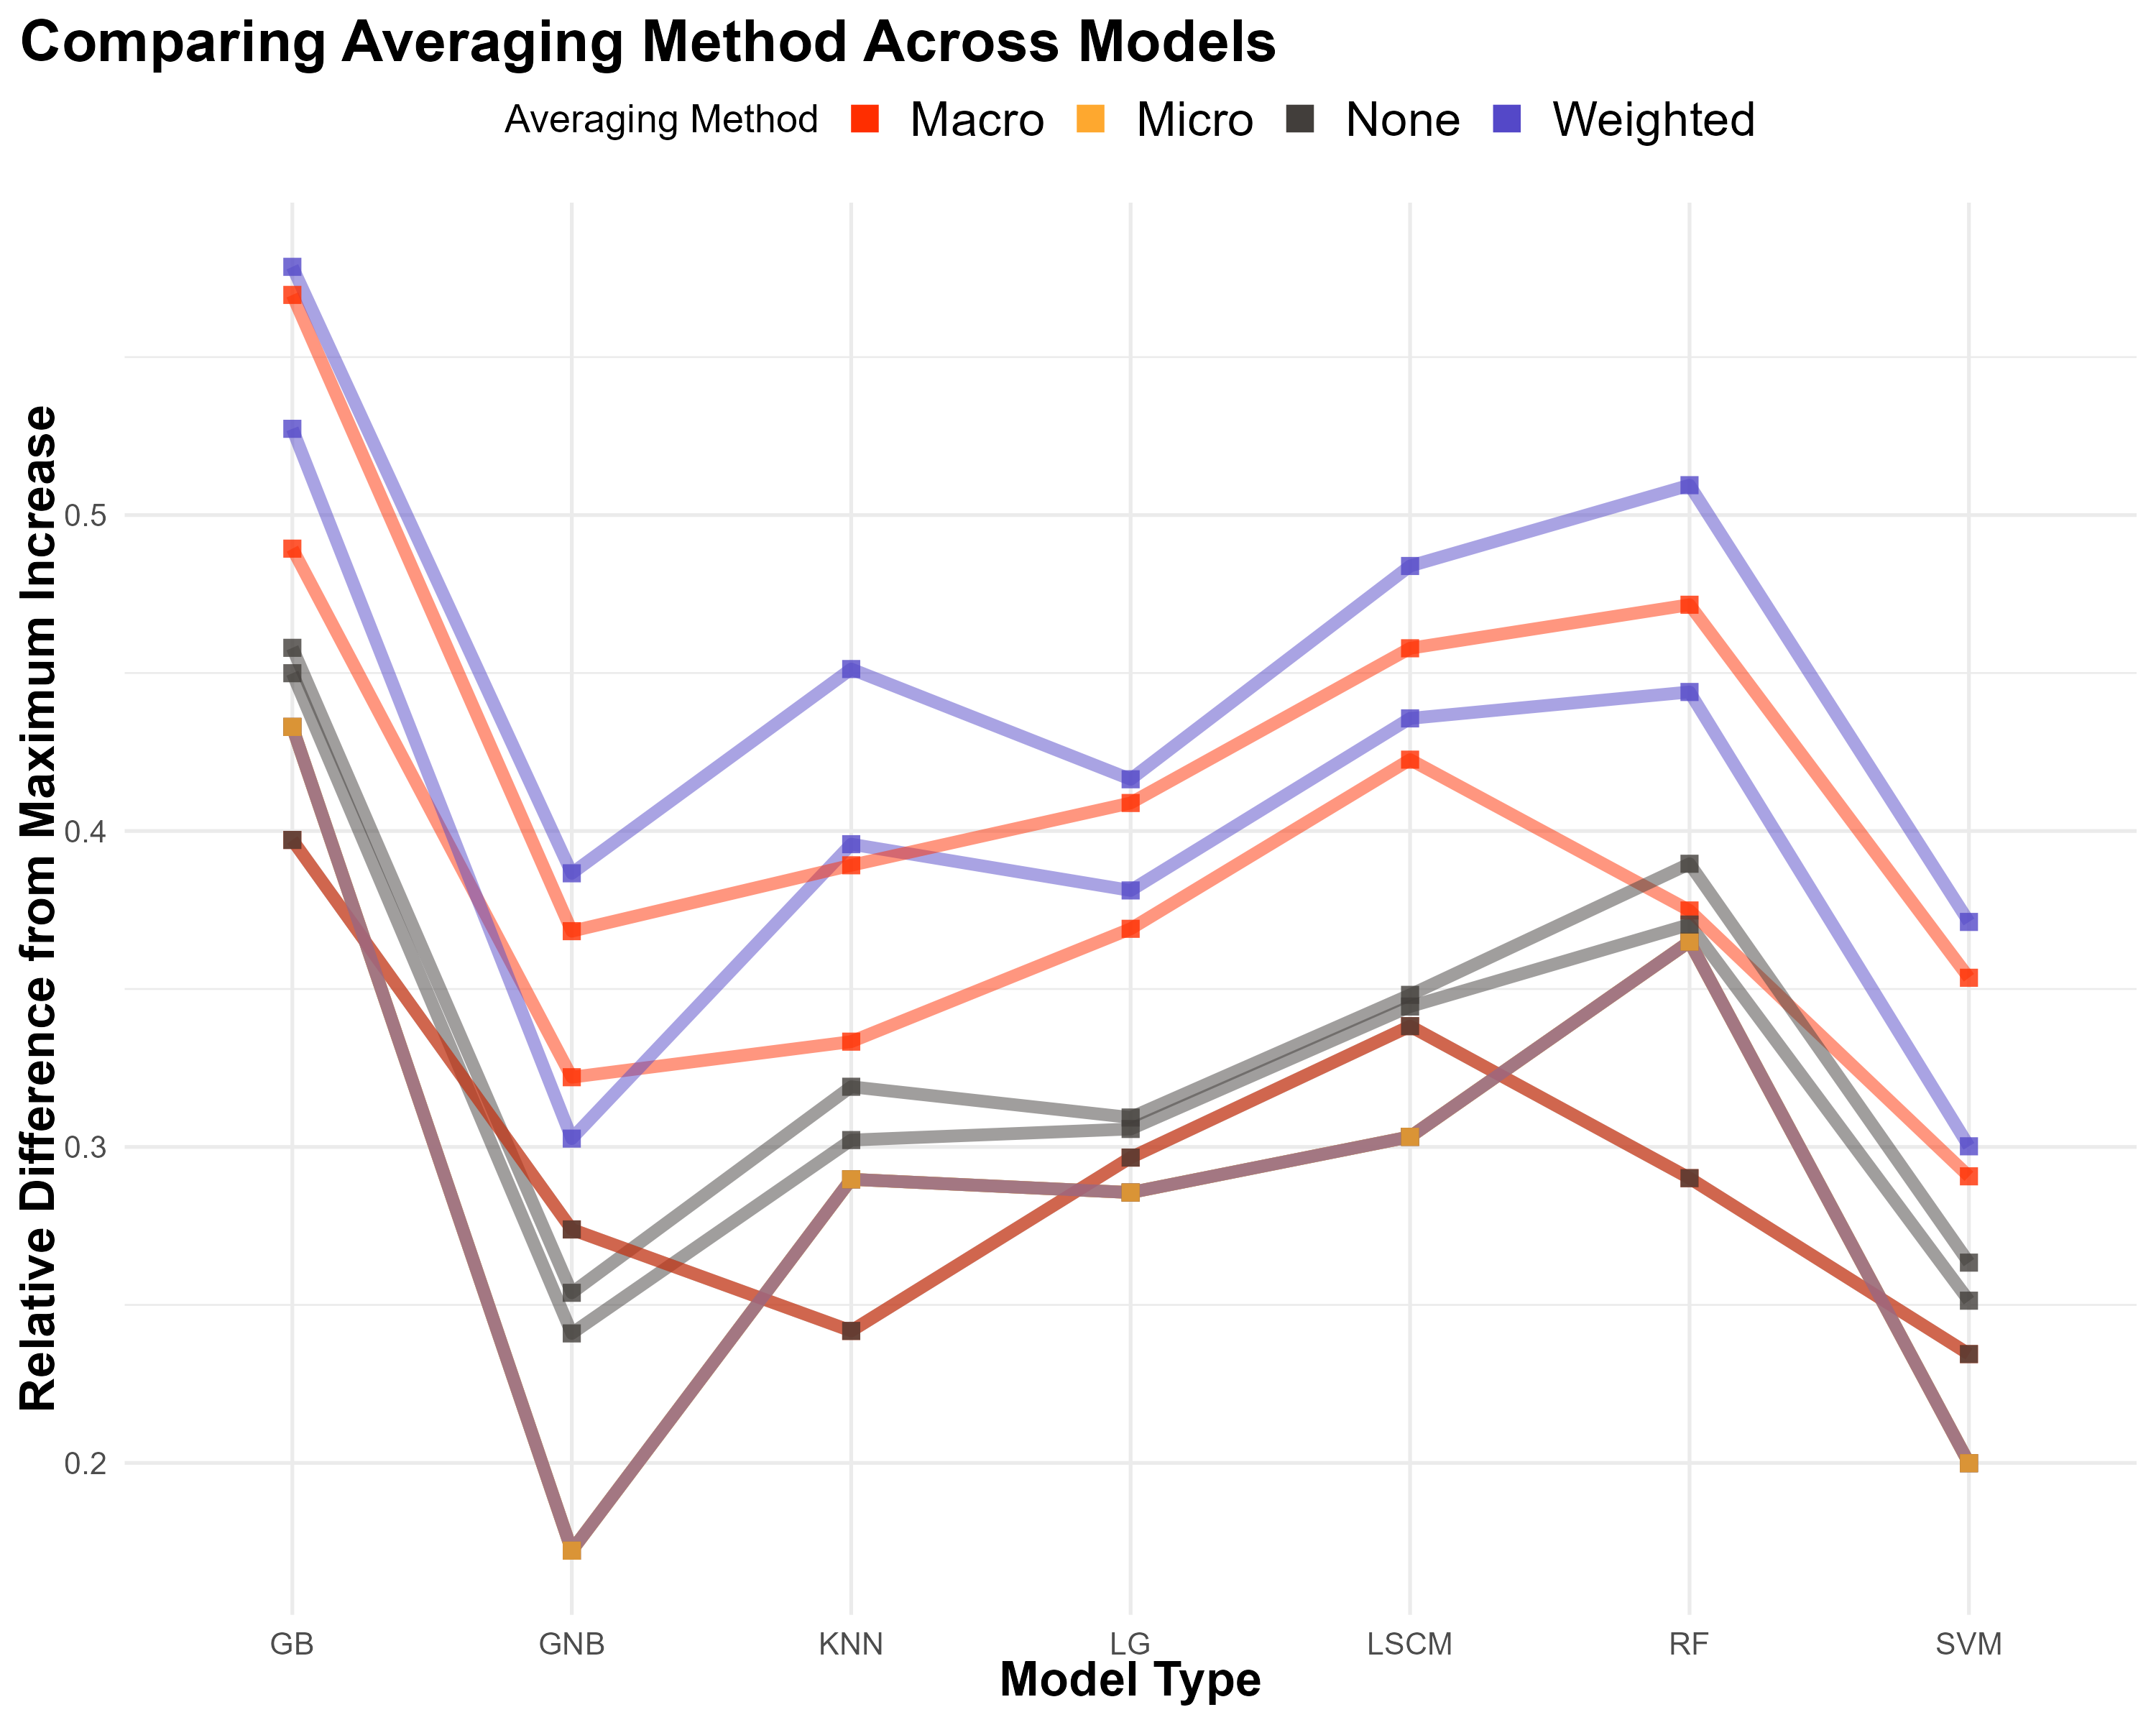 Comparing Averaging Method Across Models
Averaging Method Macro Micro None Weighted
Relative Difference from Maximum Increase
0.5
0.4
0.3
0.2
GB GNB KNN LG LSCM RF SVM
Model Type